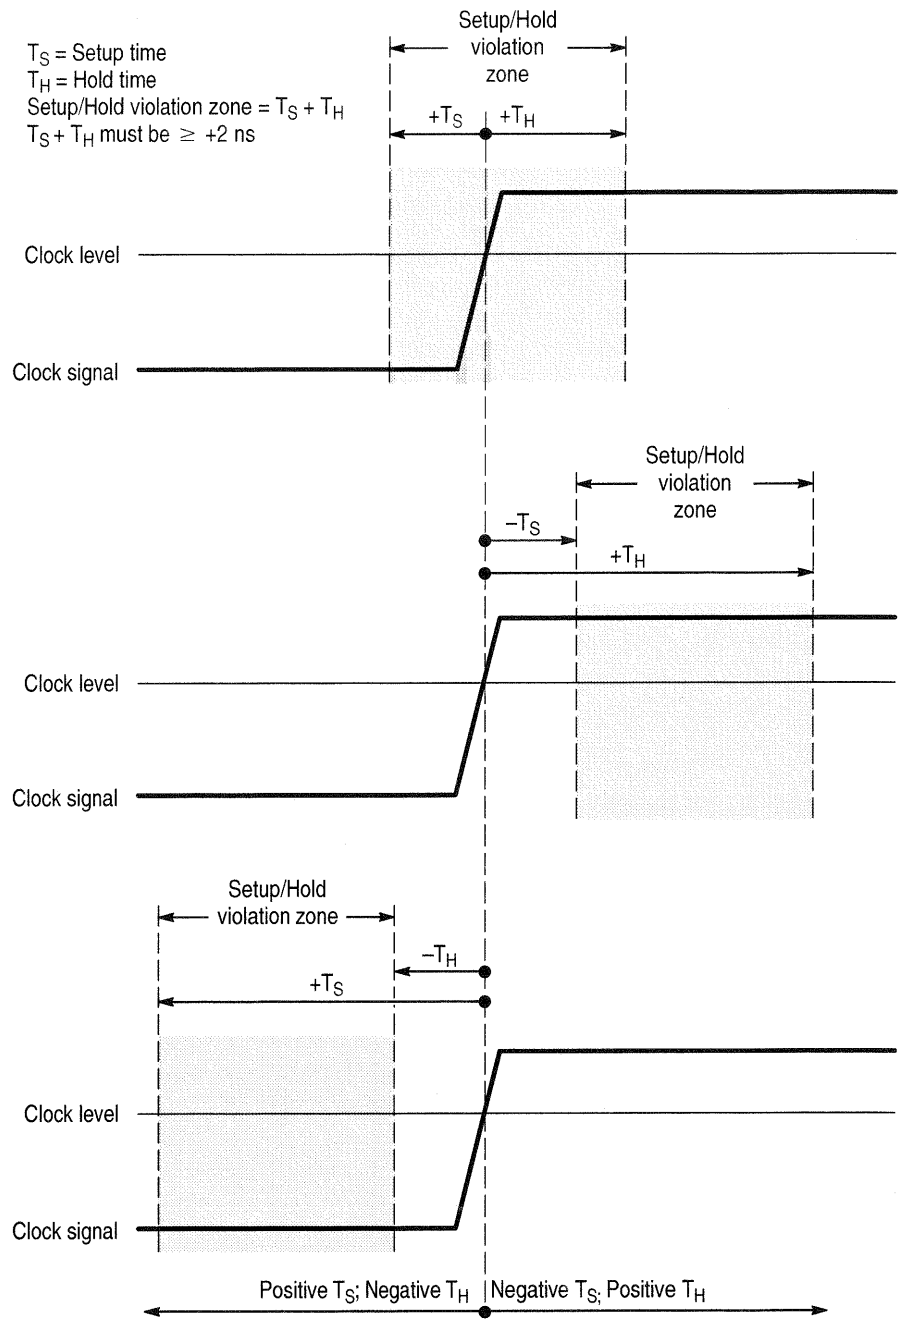 Setup/Hold
violation
zone
T_S = Setup time
T_H = Hold time
Setup/Hold violation zone = T_S + T_H
T_S + T_H must be ≥ +2 ns
+T_S +T_H
Clock level
Clock signal
Setup/Hold
violation
zone
–T_S
+T_H
Clock level
Clock signal
Setup/Hold
violation zone
–T_H
+T_S
Clock level
Clock signal
Positive T_S; Negative T_H Negative T_S; Positive T_H